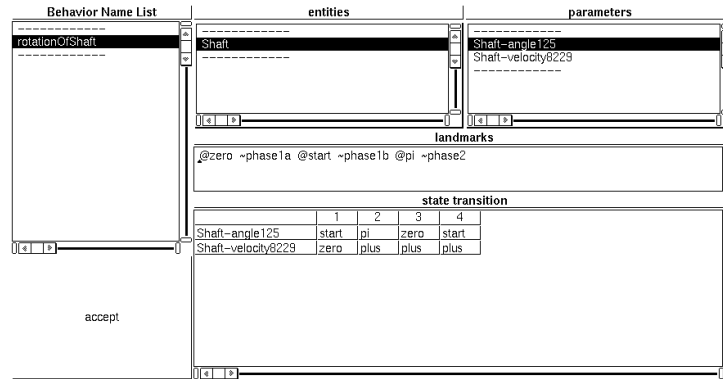 Behavior Name List
entities
parameters
-------------
rotationOfShaft
-------------
-------------
Shaft
-------------
-------------
Shaft-angle125
Shaft-velocity8229
-------------
landmarks
@zero ~phase1a @start ~phase1b @pi ~phase2
state transition
1 2 3 4
Shaft-angle125 start pi zero start
Shaft-velocity8229 zero plus plus plus
accept